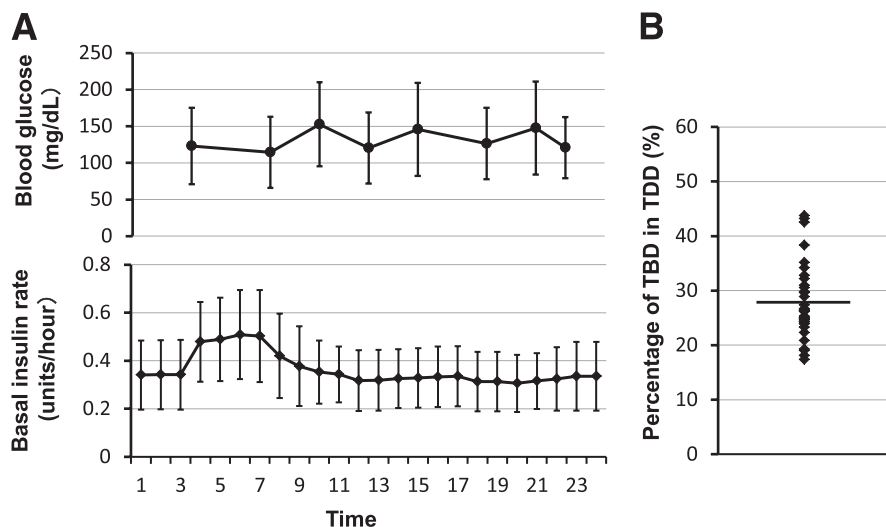 A
Blood glucose
(mg/dL)
250
200
150
100
50
0
Basal insulin rate
(units/hour)
0.8
0.6
0.4
0.2
0
1 3 5 7 9 11 13 15 17 19 21 23
Time
B
Percentage of TBD in TDD (%)
60
50
40
30
20
10
0